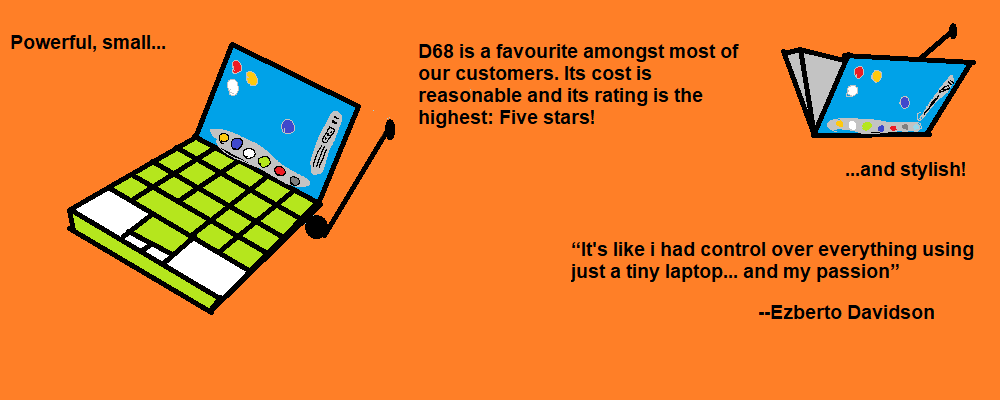 Powerful, small...
D68 is a favourite amongst most of
our customers. Its cost is
reasonable and its rating is the
highest: Five stars!
...and stylish!
“It's like i had control over everything using
just a tiny laptop... and my passion”
--Ezberto Davidson